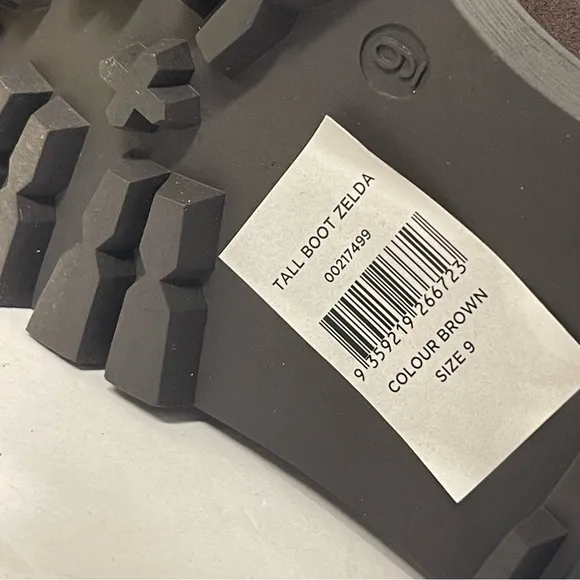 9
TALL BOOT ZELDA
00217499
9 359219 266723
COLOUR BROWN
SIZE 9